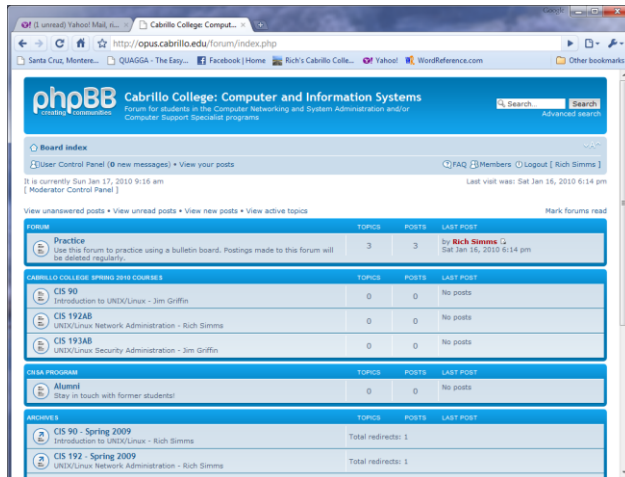 (1 unread) Yahoo! Mail, ri...
Cabrillo College: Comput...
http://opus.cabrillo.edu/forum/index.php
Santa Cruz, Montere...
QUAGGA - The Easy...
Facebook | Home
Rich's Cabrillo Colle...
Yahoo!
WordReference.com
Other bookmarks
phpBB
creating communities
Cabrillo College: Computer and Information Systems
Forum for students in the Computer Networking and System Administration and/or
Computer Support Specialist programs
Search...
Search
Advanced search
Board index
User Control Panel (0 new messages) • View your posts
FAQ Members Logout [ Rich Simms ]
It is currently Sun Jan 17, 2010 9:16 am
Last visit was: Sat Jan 16, 2010 6:14 pm
[ Moderator Control Panel ]
View unanswered posts • View unread posts • View new posts • View active topics
Mark forums read
FORUM TOPICS POSTS LAST POST
Practice
Use this forum to practice using a bulletin board. Postings made to this forum will
be deleted regularly.
3 3
by Rich Simms
Sat Jan 16, 2010 6:14 pm
CABRILLO COLLEGE SPRING 2010 COURSES TOPICS POSTS LAST POST
CIS 90
Introduction to UNIX/Linux - Jim Griffin
0 0 No posts
CIS 192AB
UNIX/Linux Network Administration - Rich Simms
0 0 No posts
CIS 193AB
UNIX/Linux Security Administration - Jim Griffin
0 0 No posts
CNSA PROGRAM TOPICS POSTS LAST POST
Alumni
Stay in touch with former students!
0 0 No posts
ARCHIVES TOPICS POSTS LAST POST
CIS 90 - Spring 2009
Introduction to UNIX/Linux - Rich Simms
Total redirects: 1
CIS 192 - Spring 2009
UNIX/Linux Network Administration - Rich Simms
Total redirects: 1